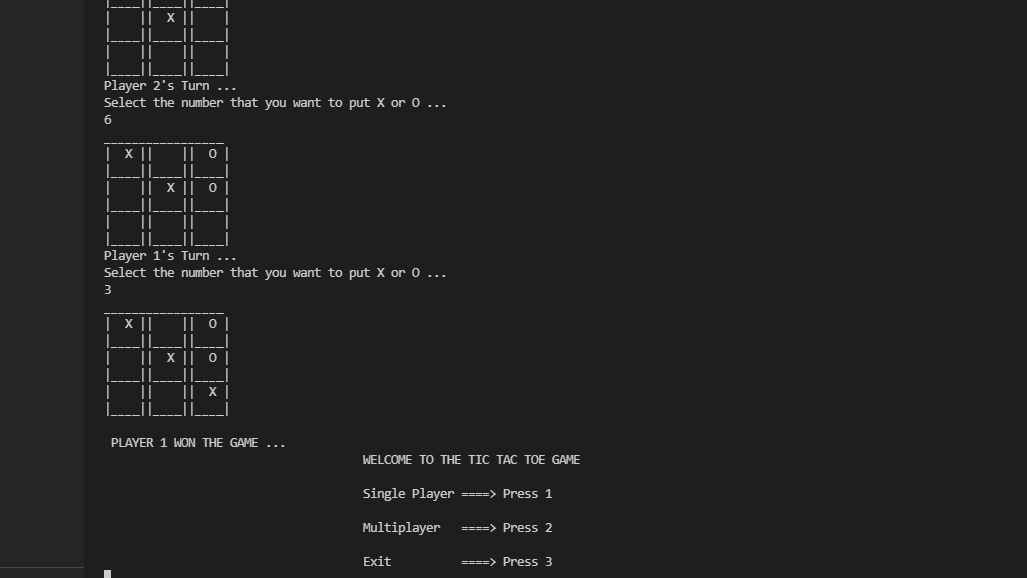 |____||____||____|
|    || X ||    |
|____||____||____|
|    ||    ||    |
|____||____||____|
Player 2's Turn ...
Select the number that you want to put X or O ...
6
_________________
| X ||    || O |
|____||____||____|
|    || X || O |
|____||____||____|
|    ||    ||    |
|____||____||____|
Player 1's Turn ...
Select the number that you want to put X or O ...
3
_________________
| X ||    || O |
|____||____||____|
|    || X || O |
|____||____||____|
|    ||    || X |
|____||____||____|
PLAYER 1 WON THE GAME ...
WELCOME TO THE TIC TAC TOE GAME
Single Player ====> Press 1
Multiplayer   ====> Press 2
Exit          ====> Press 3